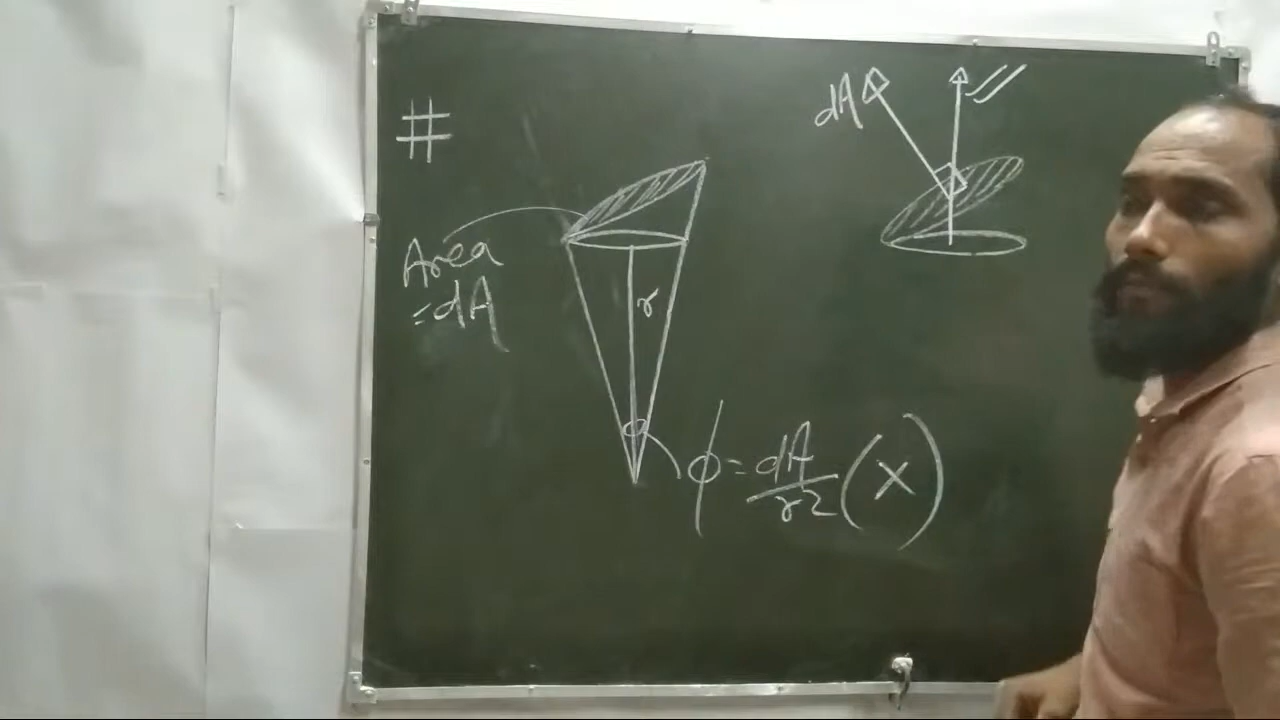 #
dA
Area
=dA
r
ϕ = dA/r2 (×)